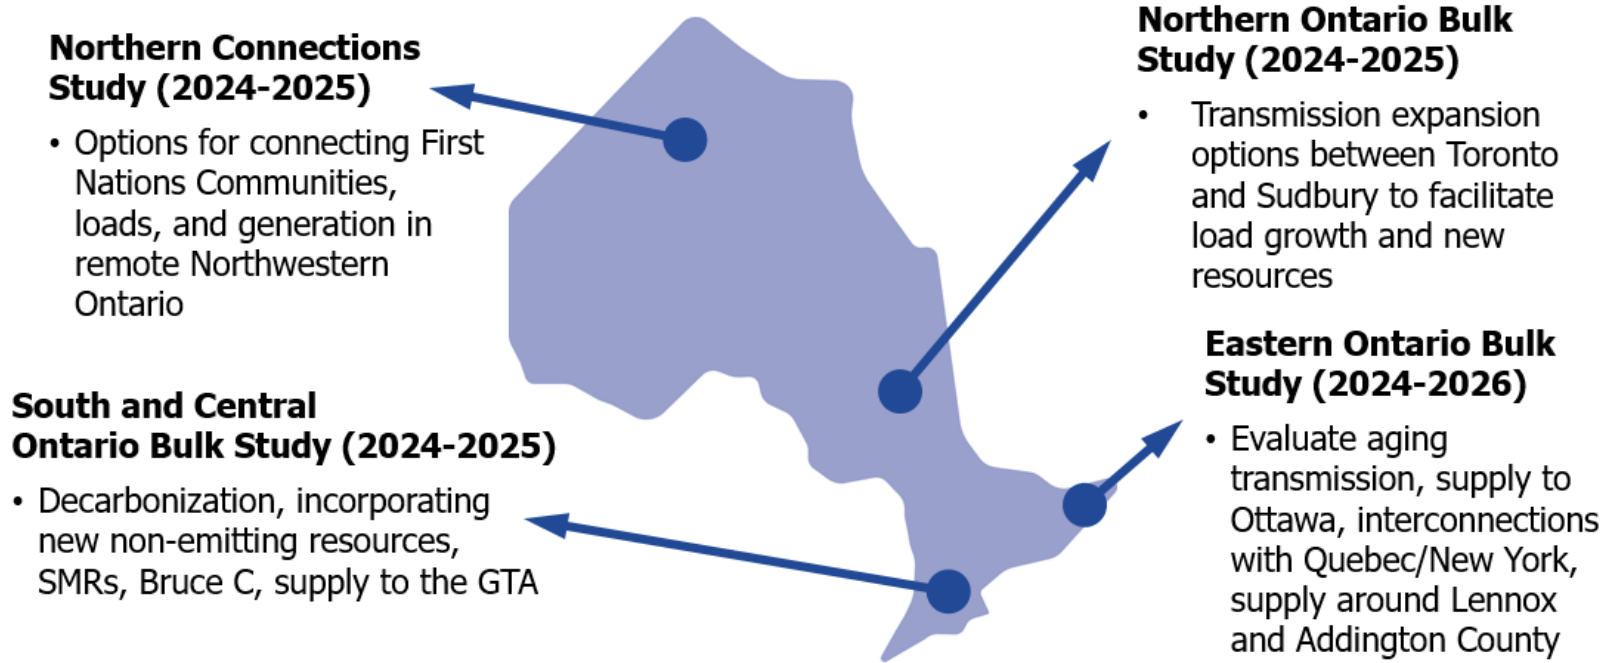 Northern Connections
Study (2024-2025)
• Options for connecting First
Nations Communities,
loads, and generation in
remote Northwestern
Ontario
Northern Ontario Bulk
Study (2024-2025)
• Transmission expansion
options between Toronto
and Sudbury to facilitate
load growth and new
resources
South and Central
Ontario Bulk Study (2024-2025)
• Decarbonization, incorporating
new non-emitting resources,
SMRs, Bruce C, supply to the GTA
Eastern Ontario Bulk
Study (2024-2026)
• Evaluate aging
transmission, supply to
Ottawa, interconnections
with Quebec/New York,
supply around Lennox
and Addington County